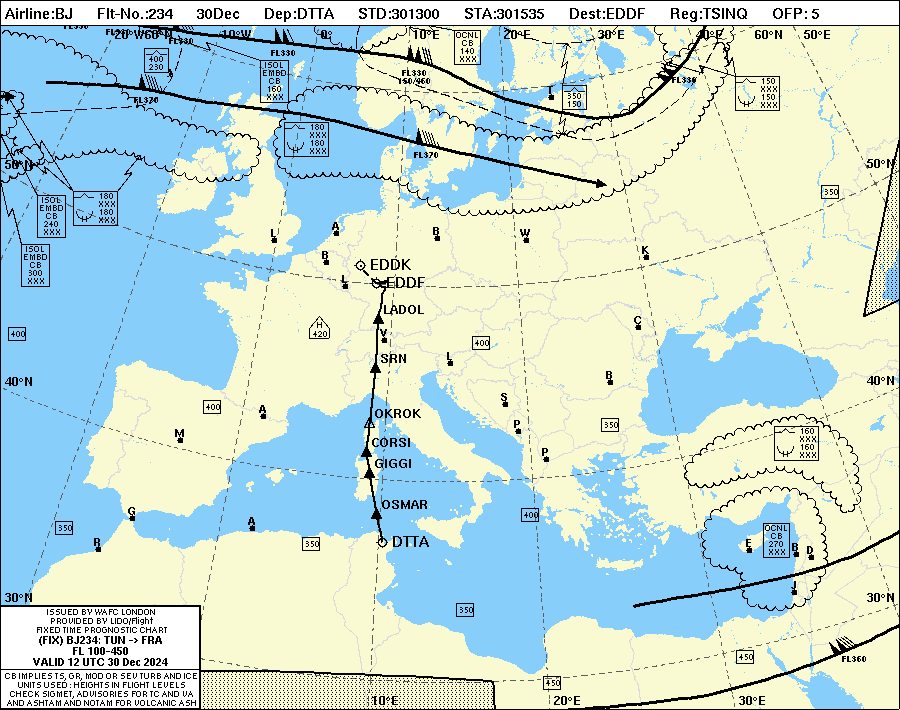 Airline:BJ Flt-No.:234 30Dec Dep:DTTA STD:301300 STA:301535 Dest:EDDF Reg:TSINQ OFP: 5
20°W 60°N 10°W 0° 10°E 20°E 30°E 40°E 60°N 50°E
FL330
FL330
FL330
400
230
ISOL
EMBD
CB
160
XXX
OCNL
CB
140
XXX
FL330
FL330
FL370
350
150
150
XXX
150
XXX
180
XXX
180
XXX
FL370
50°N
50°N
ISOL
EMBD
CB
240
XXX
180
XXX
180
XXX
350
ISOL
EMBD
CB
300
XXX
L
A
B
L
B
W
K
EDDK
EDDF
LADOL
V
C
H
420
400
400
SRN
L
B
40°N
40°N
400
A
OKROK
S
P
350
M
CORSI
GIGGI
P
160
XXX
160
XXX
G
350
R
A
OSMAR
400
350
DTTA
OCNL
CB
270
XXX
E
B
D
J
30°N
30°N
350
450
FL360
450
10°E
20°E
30°E
ISSUED BY WAFC LONDON
PROVIDED BY LIDO/Flight
FIXED TIME PROGNOSTIC CHART
(FIX) BJ234: TUN -> FRA
FL 100-450
VALID 12 UTC 30 Dec 2024
CB IMPLIES TS, GR, MOD OR SEV TURB AND ICE
UNITS USED : HEIGHTS IN FLIGHT LEVELS
CHECK SIGMET, ADVISORIES FOR TC AND VA
AND ASHTAM AND NOTAM FOR VOLCANIC ASH